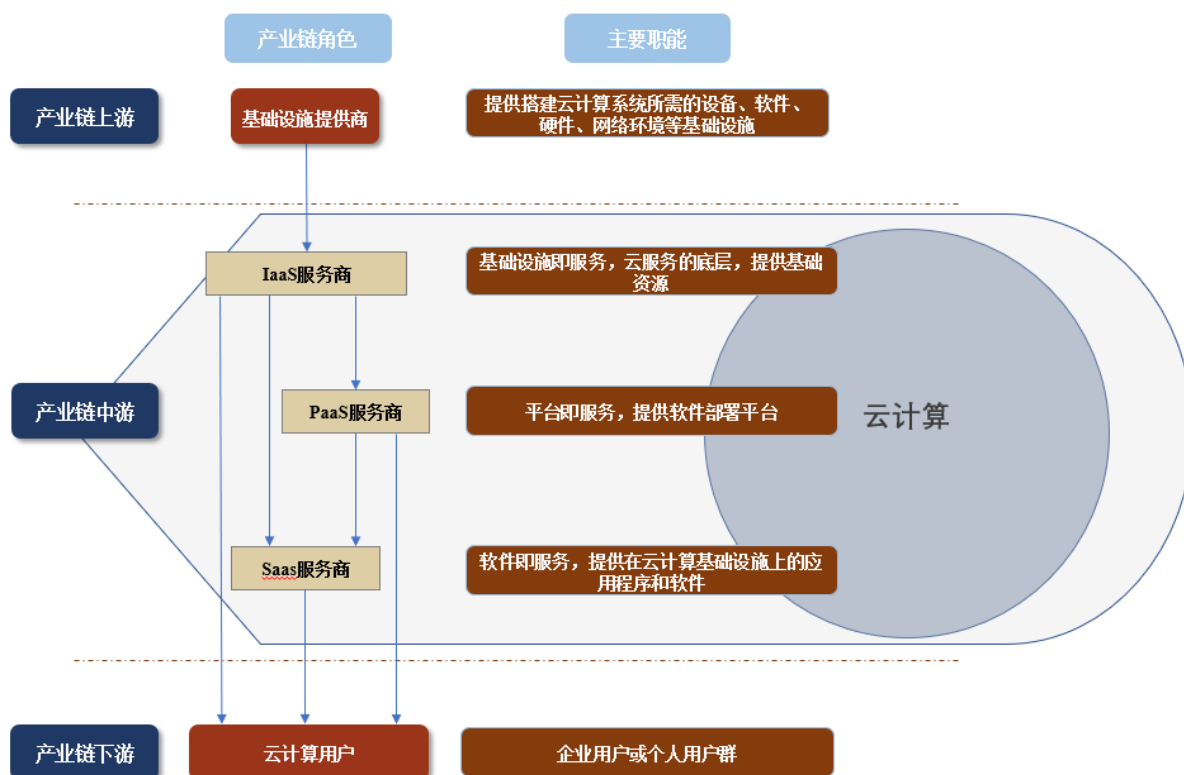 产业链角色
主要职能
产业链上游
基础设施提供商
提供搭建云计算系统所需的设备、软件、
硬件、网络环境等基础设施
IaaS服务商
基础设施即服务，云服务的底层，提供基础
资源
产业链中游
PaaS服务商
平台即服务，提供软件部署平台
云计算
Saas服务商
软件即服务，提供在云计算基础设施上的应
用程序和软件
产业链下游
云计算用户
企业用户或个人用户群